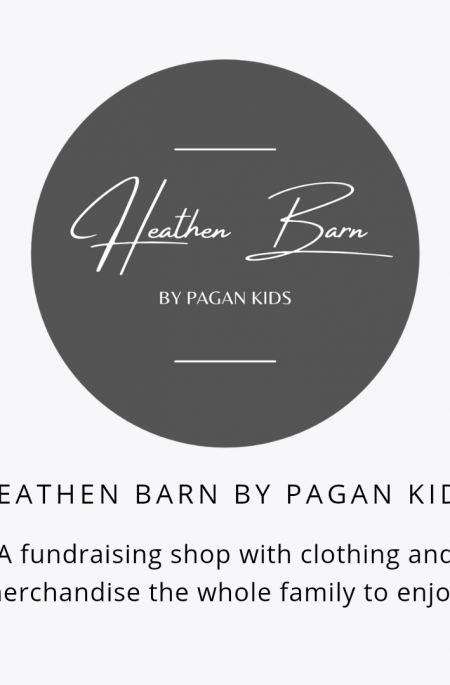 Heathen Barn
BY PAGAN KIDS
EATHEN BARN BY PAGAN KID
A fundraising shop with clothing and
erchandise the whole family to enjo